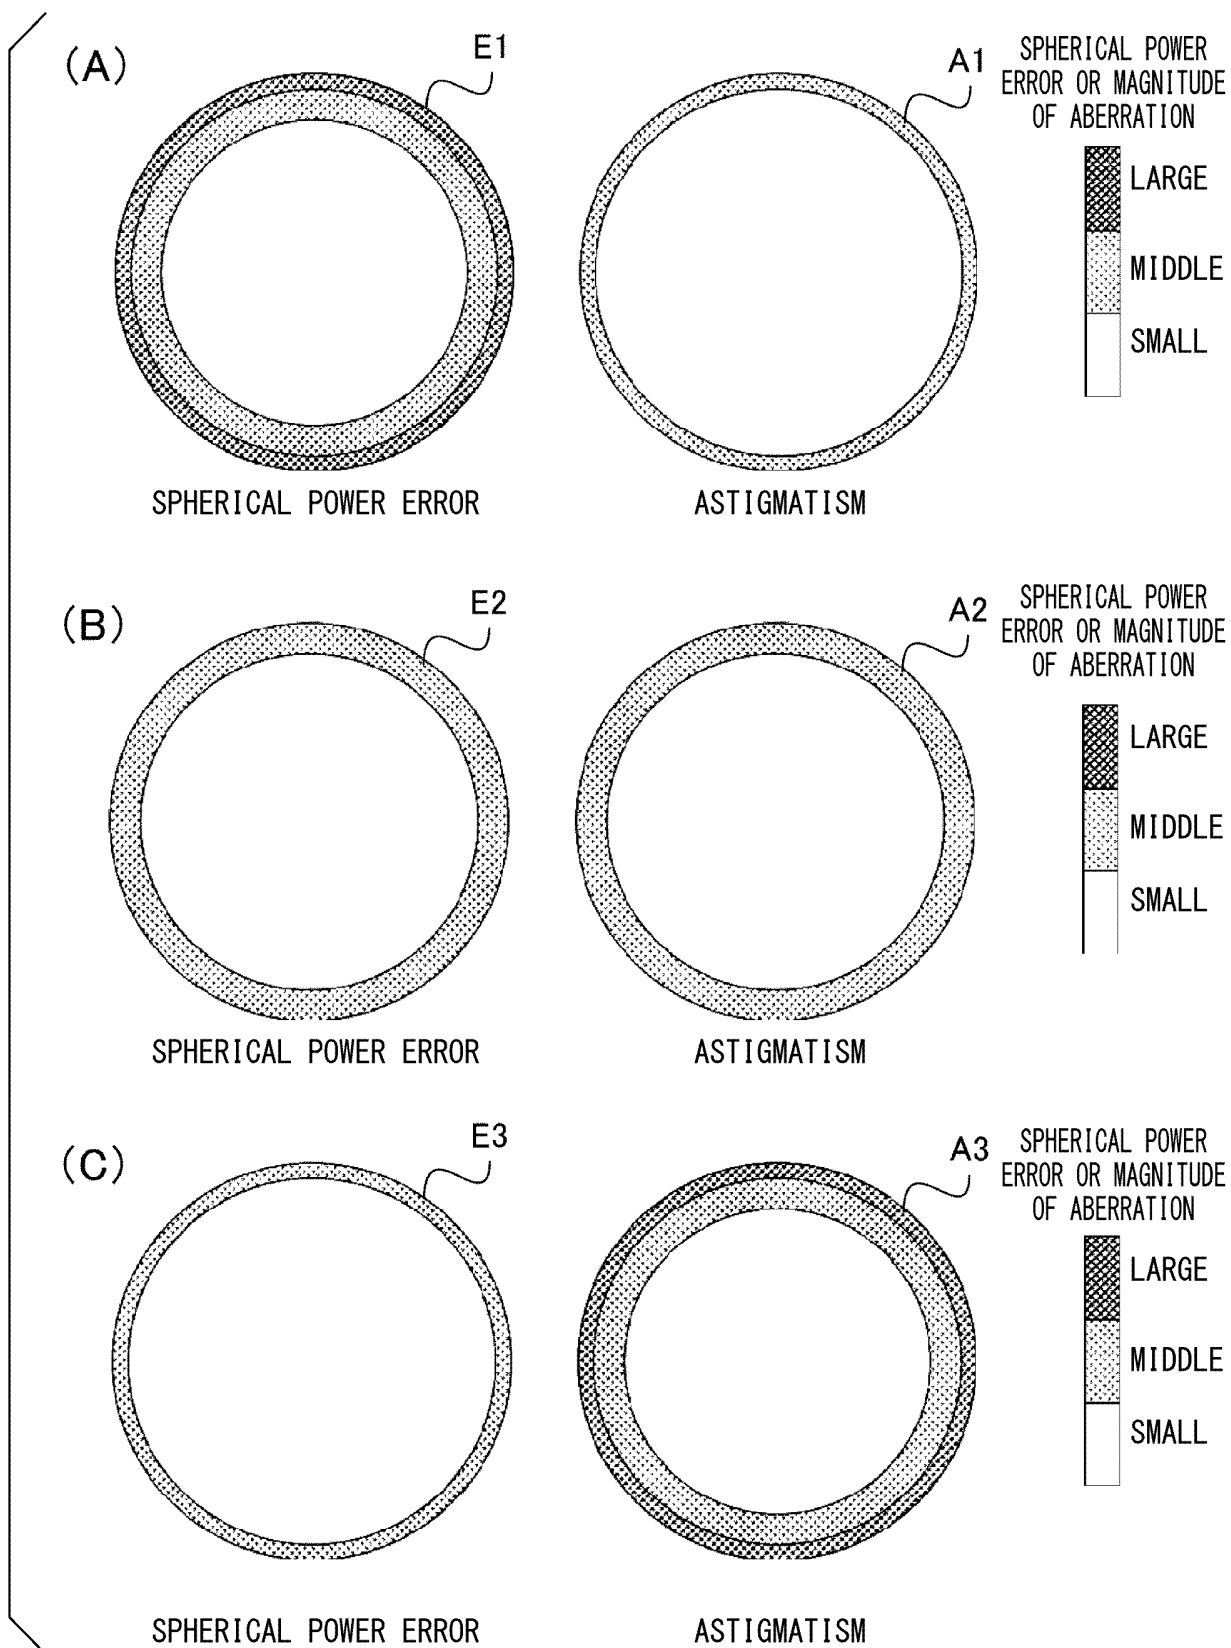 (A)
E1
A1
SPHERICAL POWER
ERROR OR MAGNITUDE
OF ABERRATION
LARGE
MIDDLE
SMALL
SPHERICAL POWER ERROR
ASTIGMATISM
(B)
E2
A2
SPHERICAL POWER
ERROR OR MAGNITUDE
OF ABERRATION
LARGE
MIDDLE
SMALL
SPHERICAL POWER ERROR
ASTIGMATISM
(C)
E3
A3
SPHERICAL POWER
ERROR OR MAGNITUDE
OF ABERRATION
LARGE
MIDDLE
SMALL
SPHERICAL POWER ERROR
ASTIGMATISM